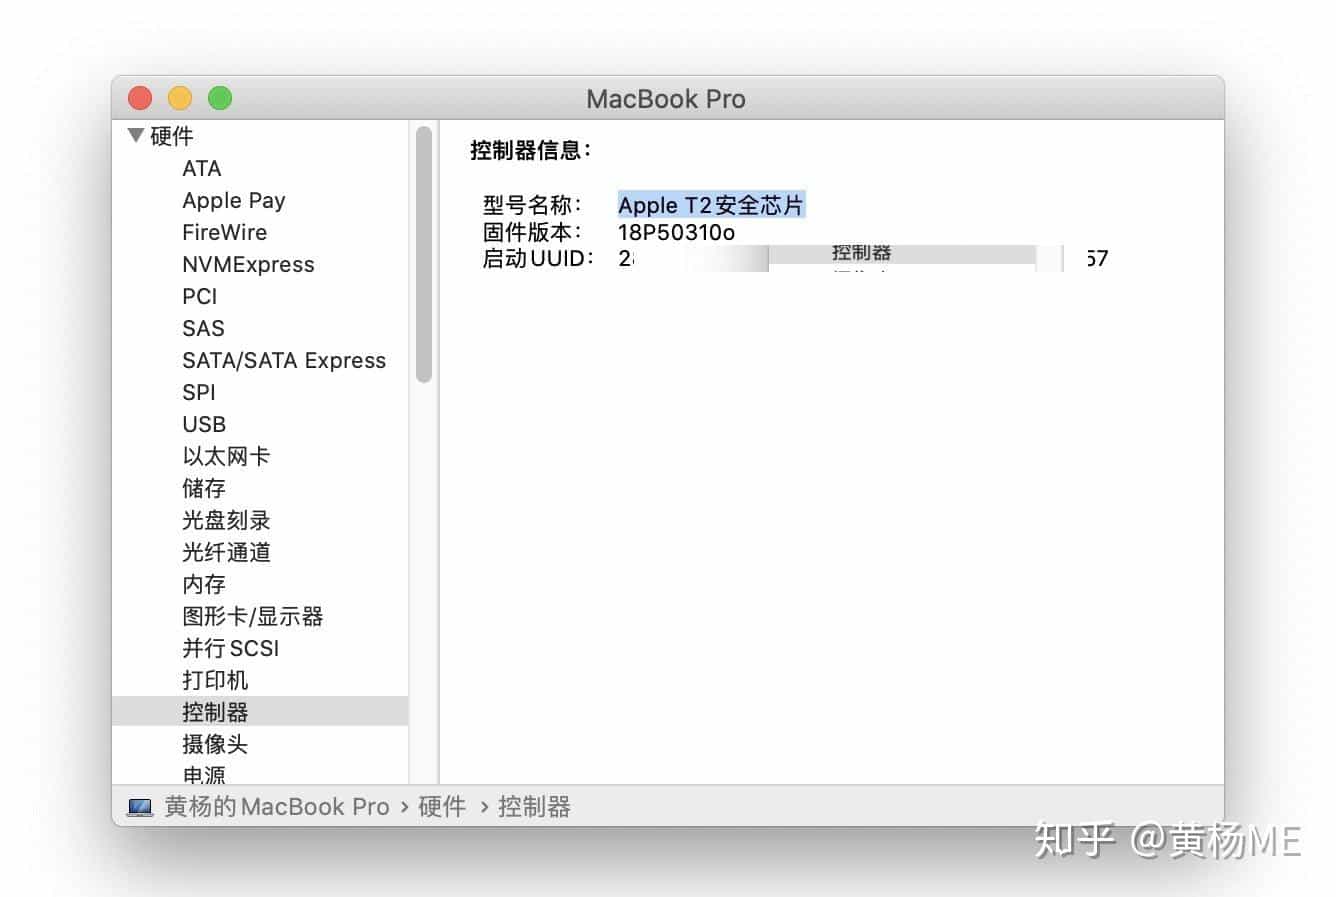 MacBook Pro
硬件
ATA
Apple Pay
FireWire
NVMExpress
PCI
SAS
SATA/SATA Express
SPI
USB
以太网卡
储存
光盘刻录
光纤通道
内存
图形卡/显示器
并行SCSI
打印机
控制器
摄像头
电源
控制器信息：
型号名称： Apple T2安全芯片
固件版本： 18P50310o
启动UUID： 2 控制器 57
黄杨的MacBook Pro › 硬件 › 控制器
知乎 @黄杨ME